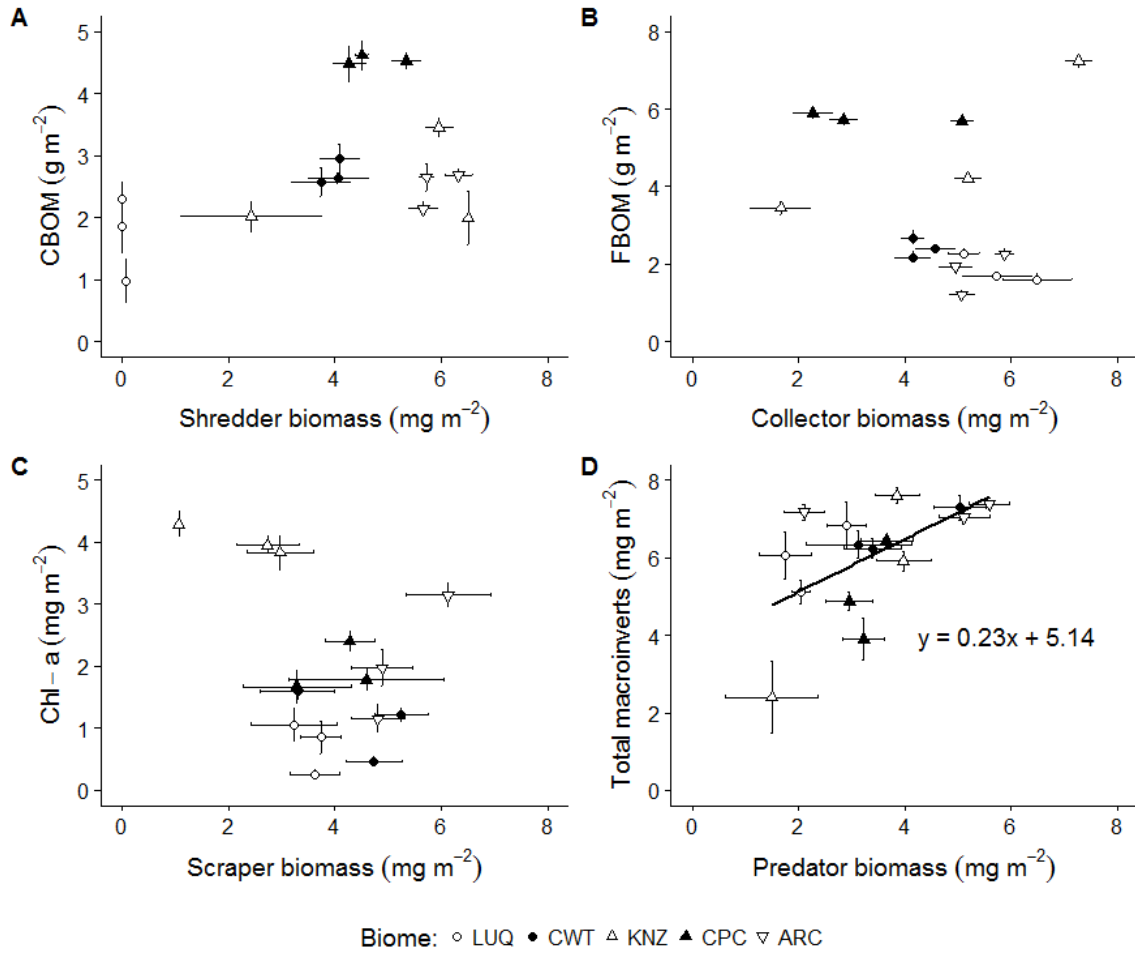 A
CBOM (g m⁻²)
5
4
3
2
1
0
0 2 4 6 8
Shredder biomass (mg m⁻²)
B
FBOM (g m⁻²)
8
6
4
2
0
0 2 4 6 8
Collector biomass (mg m⁻²)
C
Chl−a (mg m⁻²)
5
4
3
2
1
0
0 2 4 6 8
Scraper biomass (mg m⁻²)
D
Total macroinverts (mg m⁻²)
8
6
4
2
0
y = 0.23x + 5.14
0 2 4 6 8
Predator biomass (mg m⁻²)
Biome: LUQ CWT KNZ CPC ARC